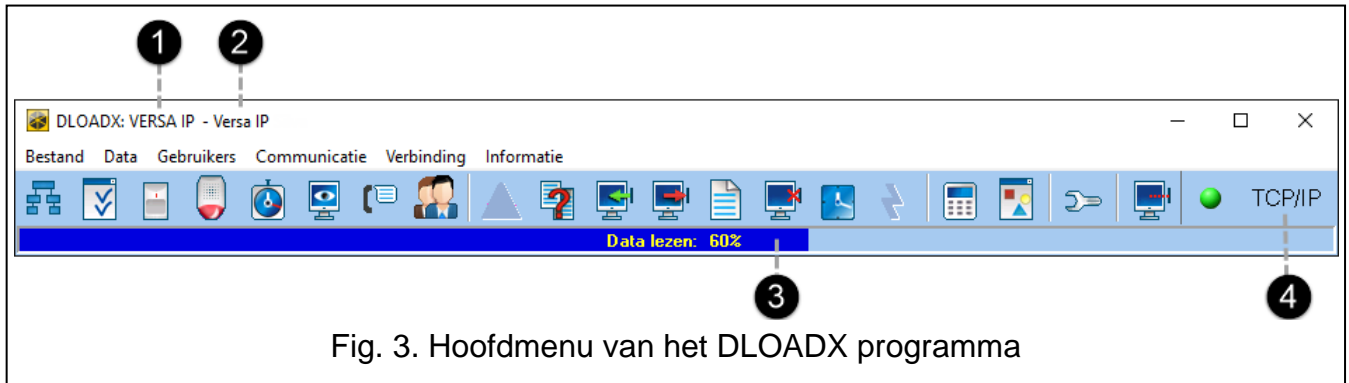 1 2
DLOADX: VERSA IP - Versa IP
Bestand Data Gebruikers Communicatie Verbinding Informatie
TCP/IP
Data lezen: 60%
3 4
Fig. 3. Hoofdmenu van het DLOADX programma